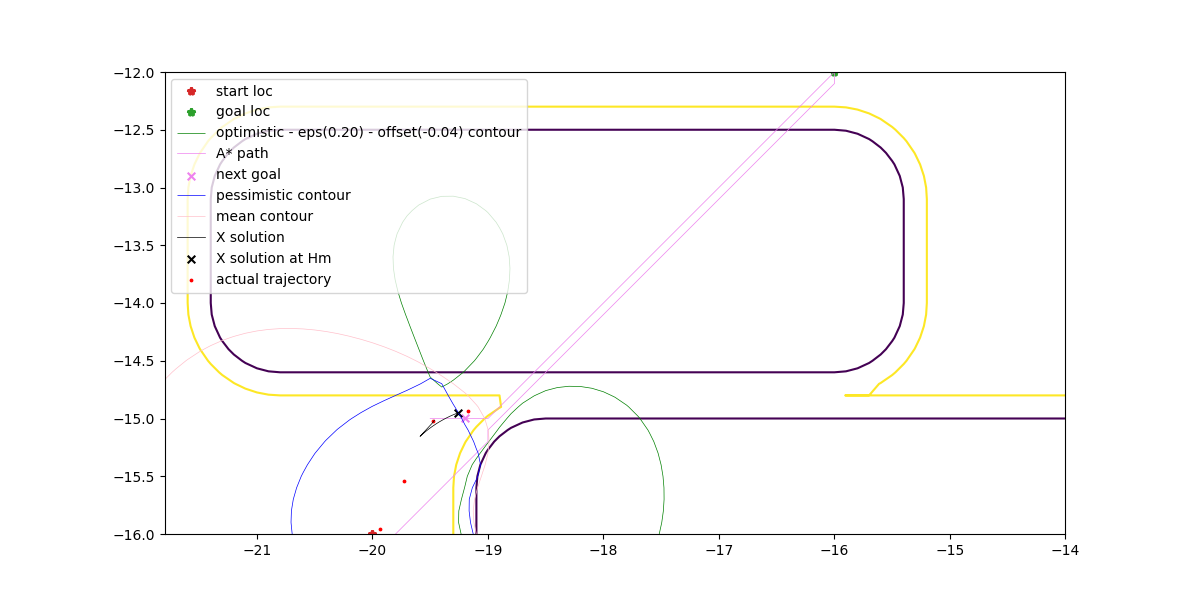 −12.0
−12.5
−13.0
−13.5
−14.0
−14.5
−15.0
−15.5
−16.0
start loc
goal loc
optimistic - eps(0.20) - offset(-0.04) contour
A* path
next goal
pessimistic contour
mean contour
X solution
X solution at Hm
actual trajectory
−21 −20 −19 −18 −17 −16 −15 −14